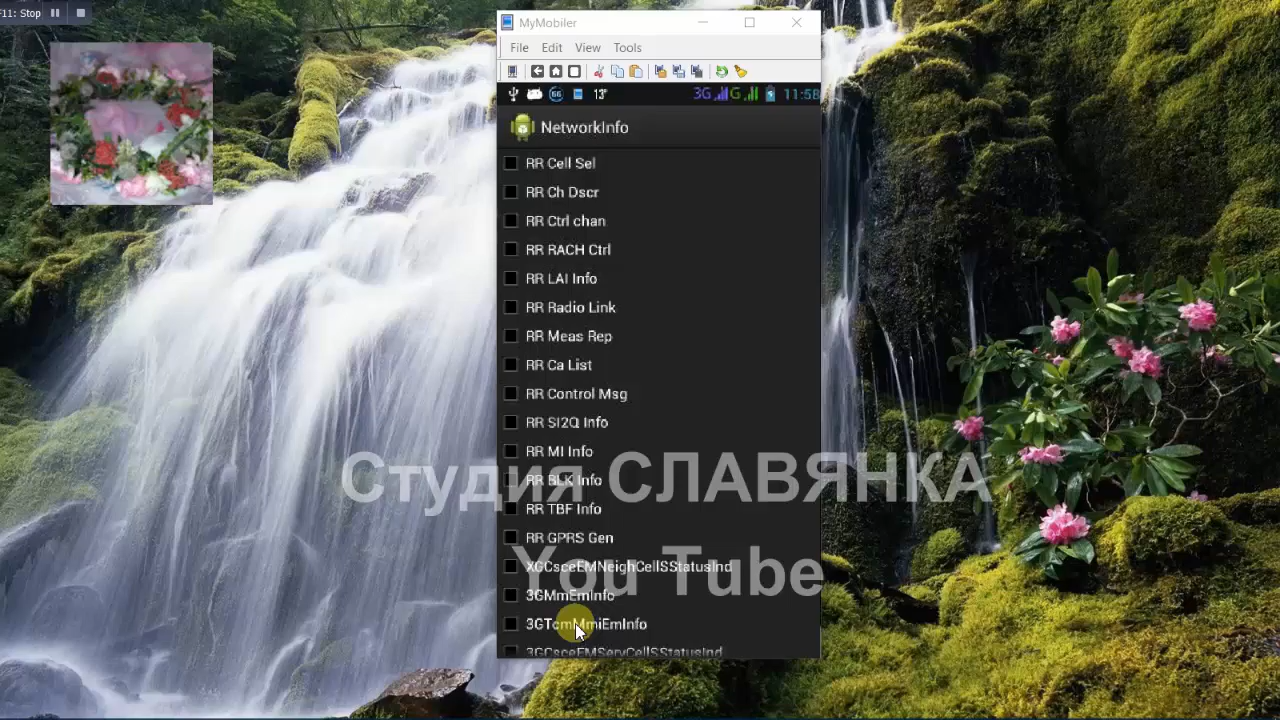 F11: Stop
MyMobiler
File Edit View Tools
66 13° 3G G 11:58
NetworkInfo
RR Cell Sel
RR Ch Dscr
RR Ctrl chan
RR RACH Ctrl
RR LAI Info
RR Radio Link
RR Meas Rep
RR Ca List
RR Control Msg
RR SI2Q Info
RR MI Info
RR BLK Info
Студия СЛАВЯНКА
RR TBF Info
RR GPRS Gen
XGCsceEMNeighCellSStatusInd
You Tube
3GMmEmInfo
3GTcmMmiEmInfo
3GCsceEMServCellSStatusInd